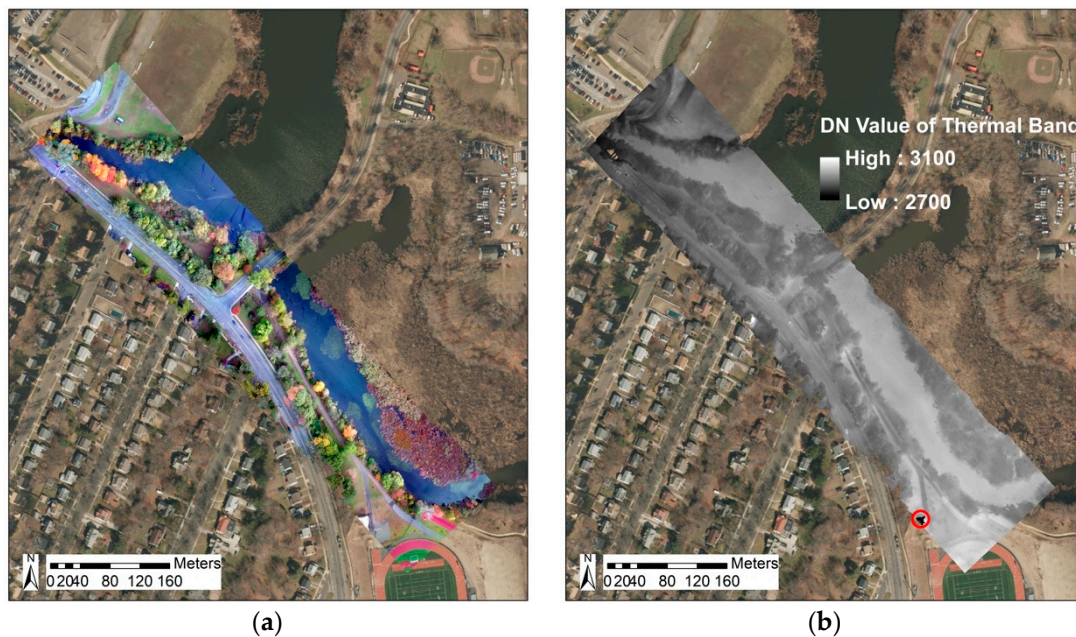 DN Value of Thermal Band
High : 3100
Low : 2700
N
Meters
0 20 40 80 120 160
N
Meters
0 20 40 80 120 160
(a)
(b)